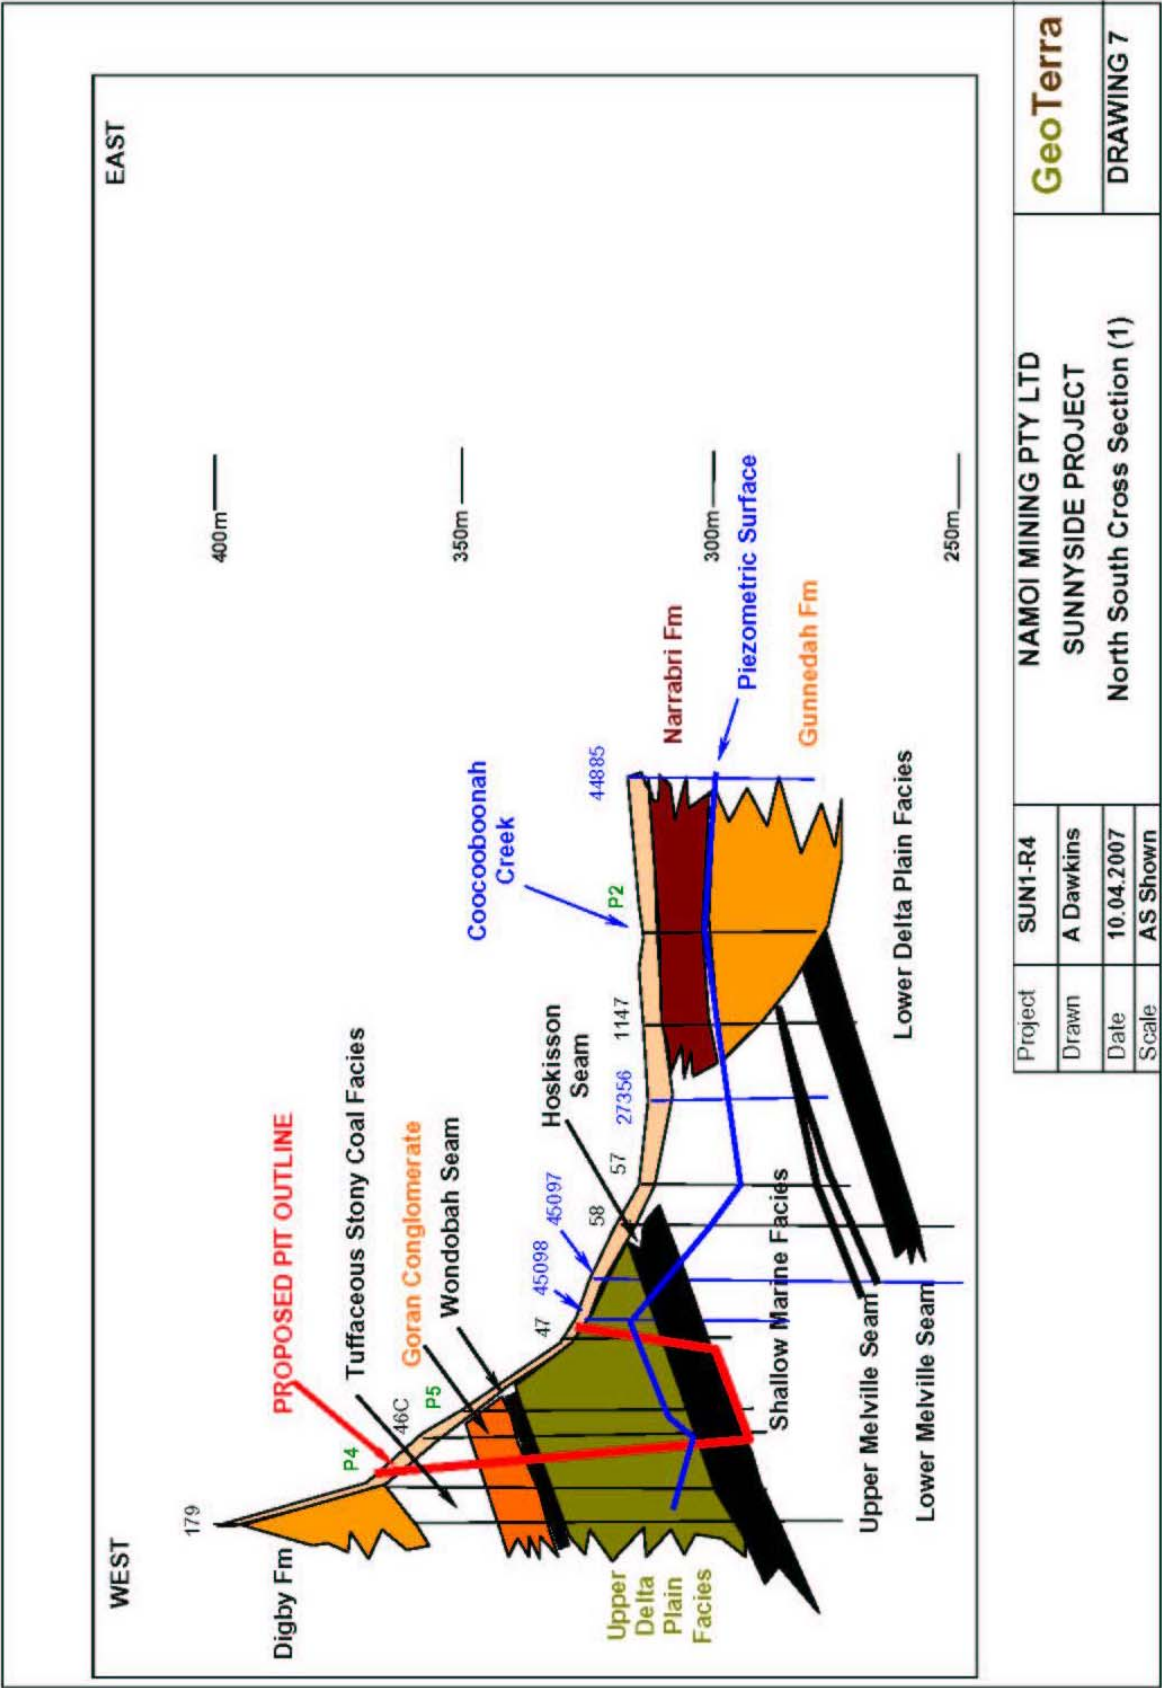 WEST
EAST
179
Digby Fm
P4
PROPOSED PIT OUTLINE
Tuffaceous Stony Coal Facies
46C
P5
Goran Conglomerate
Wondobah Seam
47
45098
45097
58
Hoskisson
Seam
57
27356
1147
Coocooboonah
Creek
P2
44885
400m
350m
300m
250m
Narrabri Fm
Piezometric Surface
Gunnedah Fm
Upper
Delta
Plain
Facies
Shallow Marine Facies
Upper Melville Seam
Lower Melville Seam
Lower Delta Plain Facies
Project SUN1-R4
Drawn A Dawkins
Date 10.04.2007
Scale AS Shown
NAMOI MINING PTY LTD
SUNNYSIDE PROJECT
North South Cross Section (1)
GeoTerra
DRAWING 7